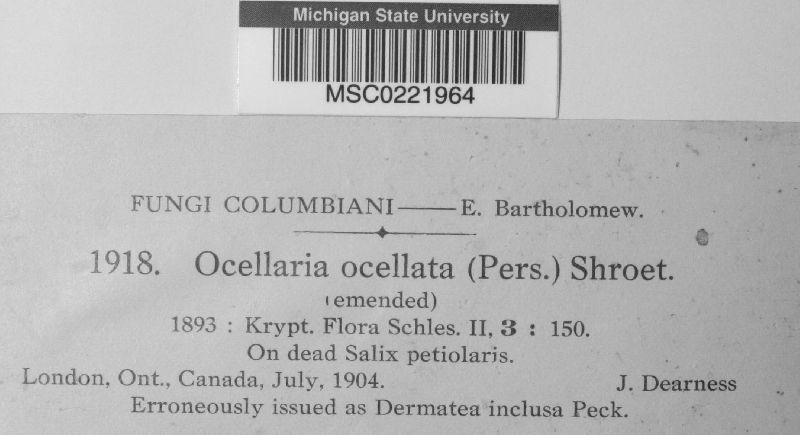 Michigan State University
MSC0221964
FUNGI COLUMBIANI——E. Bartholomew.
1918. Ocellaria ocellata (Pers.) Shroet.
(emended)
1893 : Krypt. Flora Schles. II, 3 : 150.
On dead Salix petiolaris.
London, Ont., Canada, July, 1904. J. Dearness
Erroneously issued as Dermatea inclusa Peck.